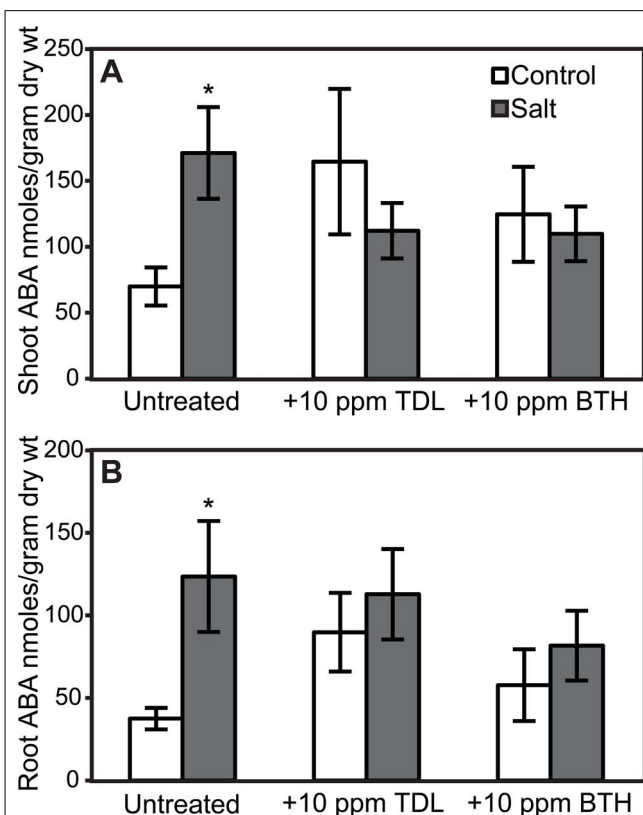 A
Shoot ABA nmoles/gram dry wt
250
200
150
100
50
0
*
Control
Salt
Untreated +10 ppm TDL +10 ppm BTH
B
Root ABA nmoles/gram dry wt
200
150
100
50
0
*
Untreated +10 ppm TDL +10 ppm BTH